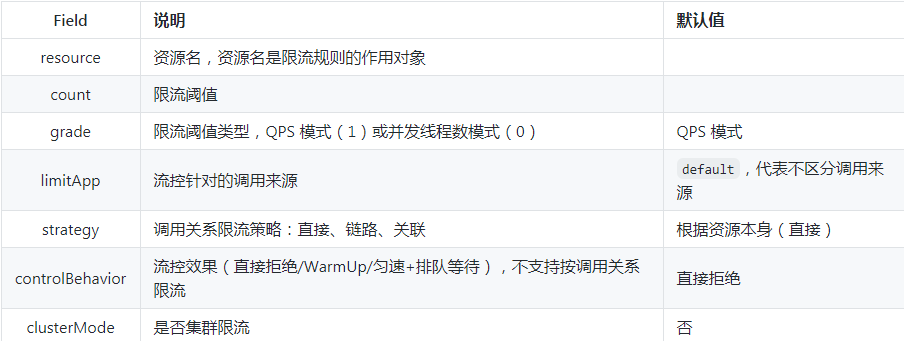 Field 说明 默认值
resource 资源名，资源名是限流规则的作用对象
count 限流阈值
grade 限流阈值类型，QPS 模式（1）或并发线程数模式（0） QPS 模式
limitApp 流控针对的调用来源 default，代表不区分调用来
源
strategy 调用关系限流策略：直接、链路、关联 根据资源本身（直接）
controlBehavior 流控效果（直接拒绝/WarmUp/匀速+排队等待），不支持按调用关系
限流 直接拒绝
clusterMode 是否集群限流 否